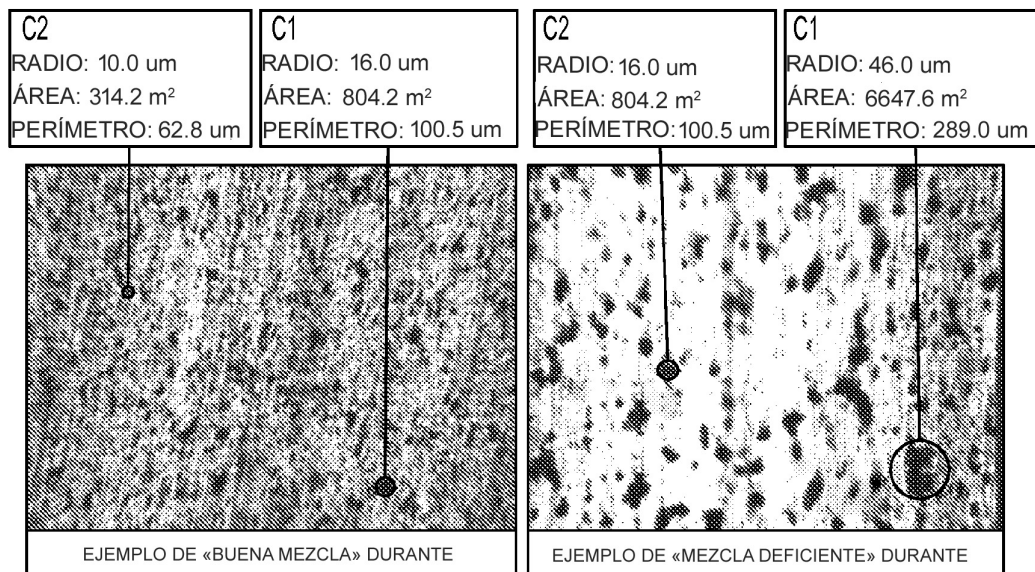 C2
RADIO: 10.0 um
ÁREA: 314.2 m²
PERÍMETRO: 62.8 um
C1
RADIO: 16.0 um
ÁREA: 804.2 m²
PERÍMETRO: 100.5 um
C2
RADIO: 16.0 um
ÁREA: 804.2 m²
PERÍMETRO: 100.5 um
C1
RADIO: 46.0 um
ÁREA: 6647.6 m²
PERÍMETRO: 289.0 um
EJEMPLO DE «BUENA MEZCLA» DURANTE
EJEMPLO DE «MEZCLA DEFICIENTE» DURANTE